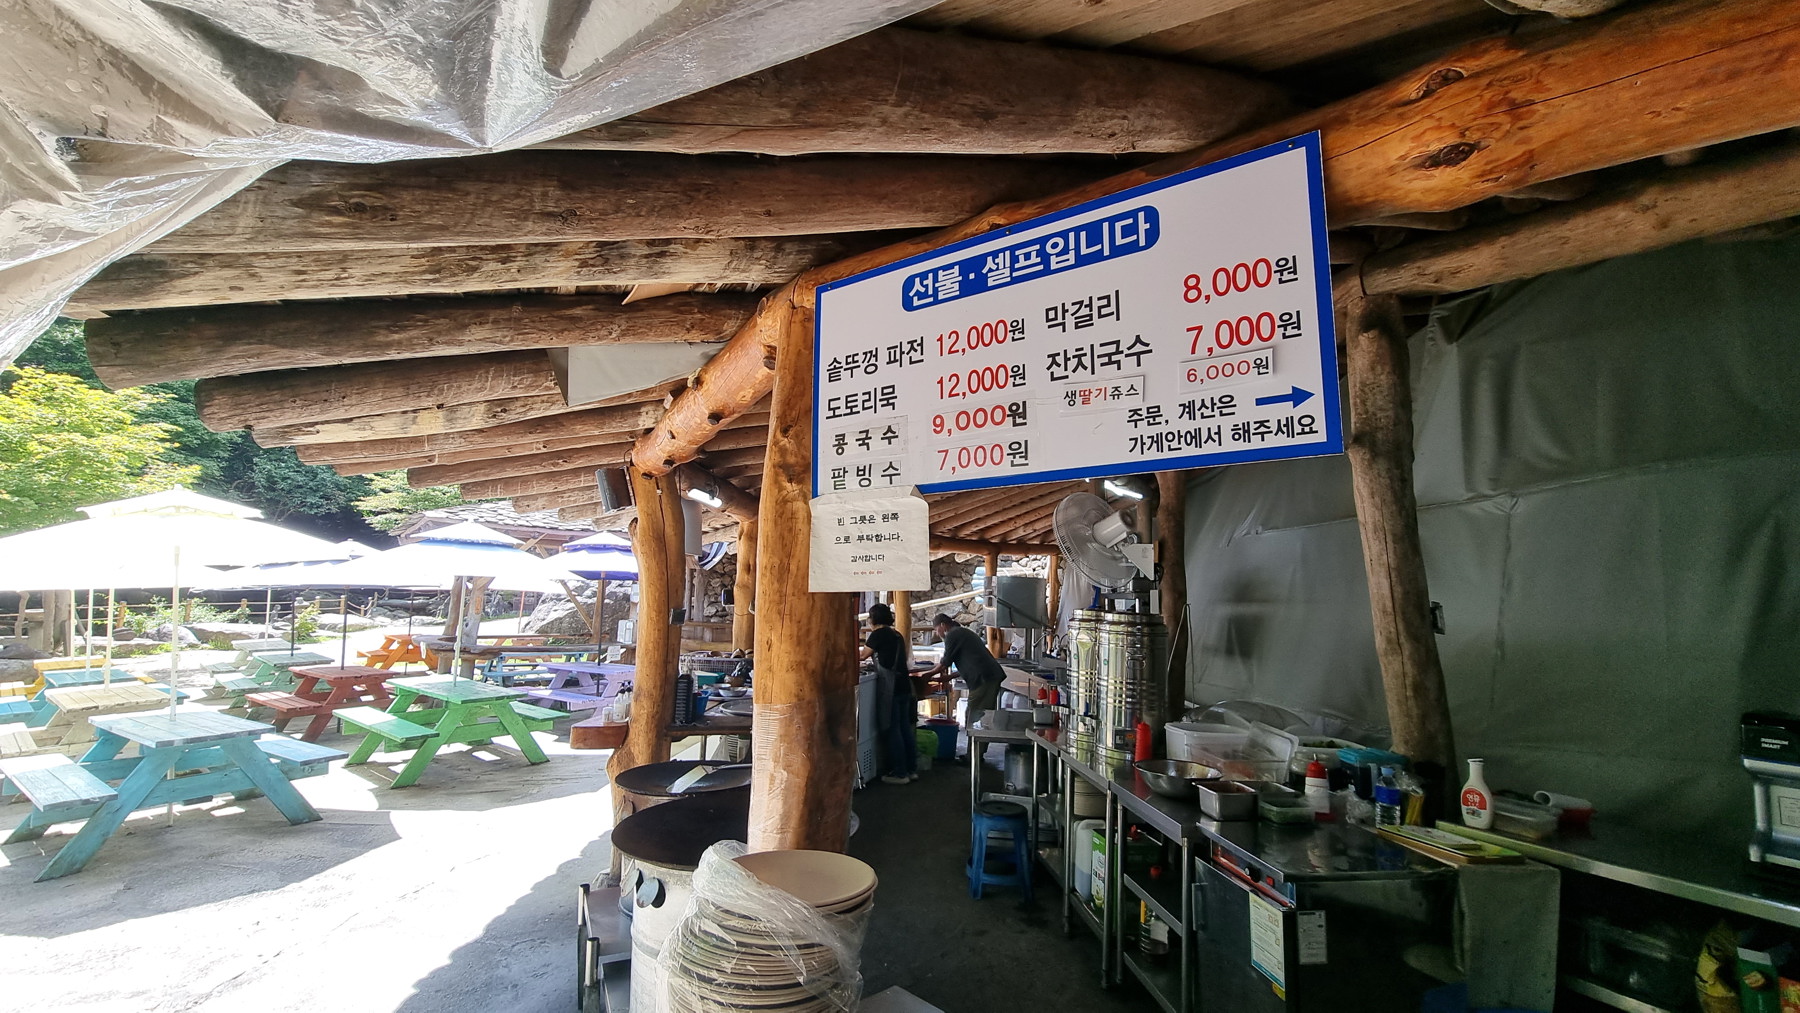 선불·셀프입니다
솥뚜껑 파전 12,000원
도토리묵 12,000원
콩국수 9,000원
팥빙수 7,000원
막걸리 8,000원
잔치국수 7,000원
생딸기쥬스 6,000원
주문, 계산은
가게안에서 해주세요
빈 그릇은 왼쪽
으로 부탁합니다.
감사합니다